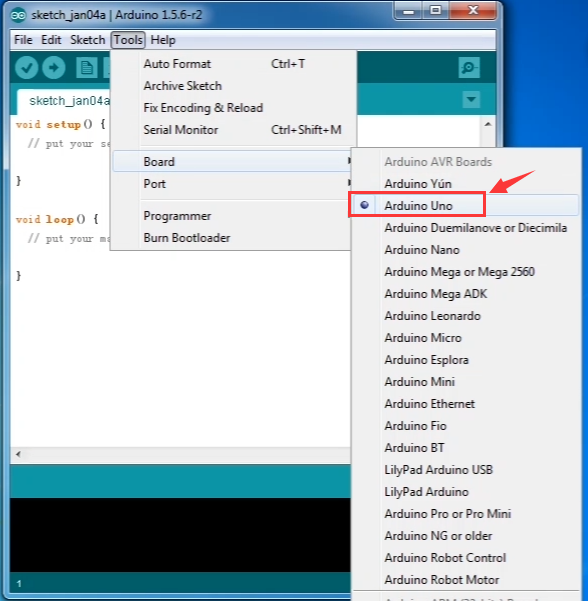 sketch_jan04a | Arduino 1.5.6-r2
File Edit Sketch Tools Help
Auto Format Ctrl+T
Archive Sketch
Fix Encoding & Reload
Serial Monitor Ctrl+Shift+M
Board
Port
Programmer
Burn Bootloader
sketch_jan04a
void setup() {
// put your se
}
void loop() {
// put your m
}
Arduino AVR Boards
Arduino Yún
Arduino Uno
Arduino Duemilanove or Diecimila
Arduino Nano
Arduino Mega or Mega 2560
Arduino Mega ADK
Arduino Leonardo
Arduino Micro
Arduino Esplora
Arduino Mini
Arduino Ethernet
Arduino Fio
Arduino BT
LilyPad Arduino USB
LilyPad Arduino
Arduino Pro or Pro Mini
Arduino NG or older
Arduino Robot Control
Arduino Robot Motor
1